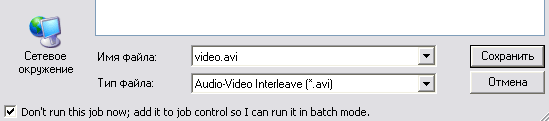 Сетевое
окружение
Имя файла: video.avi Сохранить
Тип файла: Audio-Video Interleave (*.avi) Отмена
Don't run this job now; add it to job control so I can run it in batch mode.